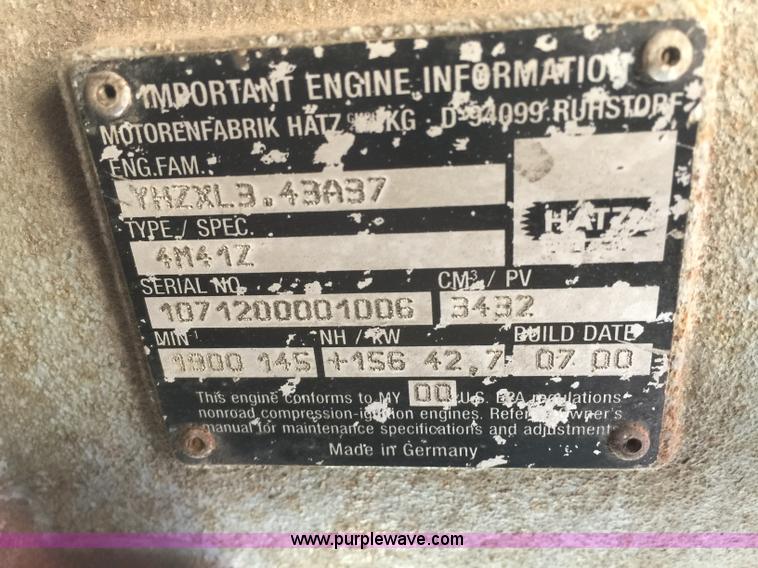 IMPORTANT ENGINE INFORMATION
MOTORENFABRIK HATZ GMBH KG · D-94099 RUHSTORF
ENG.FAM.
YHZXL3.43A37
TYPE / SPEC.
4M41Z
HATZ
SERIAL NO. CM³ / PV
1071200001006 3432
MIN NH / KW BUILD DATE
1900 145 +156 42,7 07 00
This engine conforms to MY 00 U.S. EPA regulations
nonroad compression-ignition engines. Refer owner's
manual for maintenance specifications and adjustments
Made in Germany
www.purplewave.com